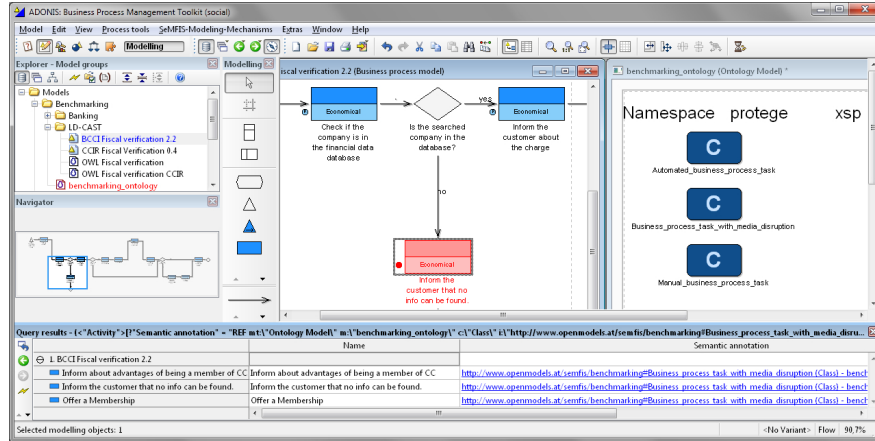 ADONIS: Business Process Management Toolkit (social)
Model Edit View Process tools SeMFIS-Modeling-Mechanisms Extras Window Help
Modelling
Explorer - Model groups
Models
Benchmarking
Banking
LD-CAST
BCCI Fiscal verification 2.2
CCIR Fiscal Verification 0.4
OWL Fiscal verification
OWL Fiscal verification CCIR
benchmarking_ontology
Navigator
Modelling
iscal verification 2.2 (Business process model)
Economical
Check if the
company is in
the financial data
database
Is the searched
company in the
database?
yes
Economical
Inform the
customer about
the charge
no
Economical
Inform the
customer that no
info can be found.
benchmarking_ontology (Ontology Model) *
Namespace protege xsp
C
Automated_business_process_task
C
Business_process_task_with_media_disruption
C
Manual_business_process_task
Query results - (<"Activity">[?"Semantic annotation" = "REF mt:\"Ontology Model\" m:\"benchmarking_ontology\" c:\"Class\" i:\"http://www.openmodels.at/semfis/benchmarking#Business_process_task_with_media_disru...
Name Semantic annotation
1. BCCI Fiscal verification 2.2
Inform about advantages of being a member of CC Inform about advantages of being a member of CC http://www.openmodels.at/semfis/benchmarking#Business_process_task_with_media_disruption (Class) - bench
Inform the customer that no info can be found. Inform the customer that no info can be found. http://www.openmodels.at/semfis/benchmarking#Business_process_task_with_media_disruption (Class) - bench
Offer a Membership Offer a Membership http://www.openmodels.at/semfis/benchmarking#Business_process_task_with_media_disruption (Class) - bench
Selected modelling objects: 1 <No Variant> Flow 90,7%